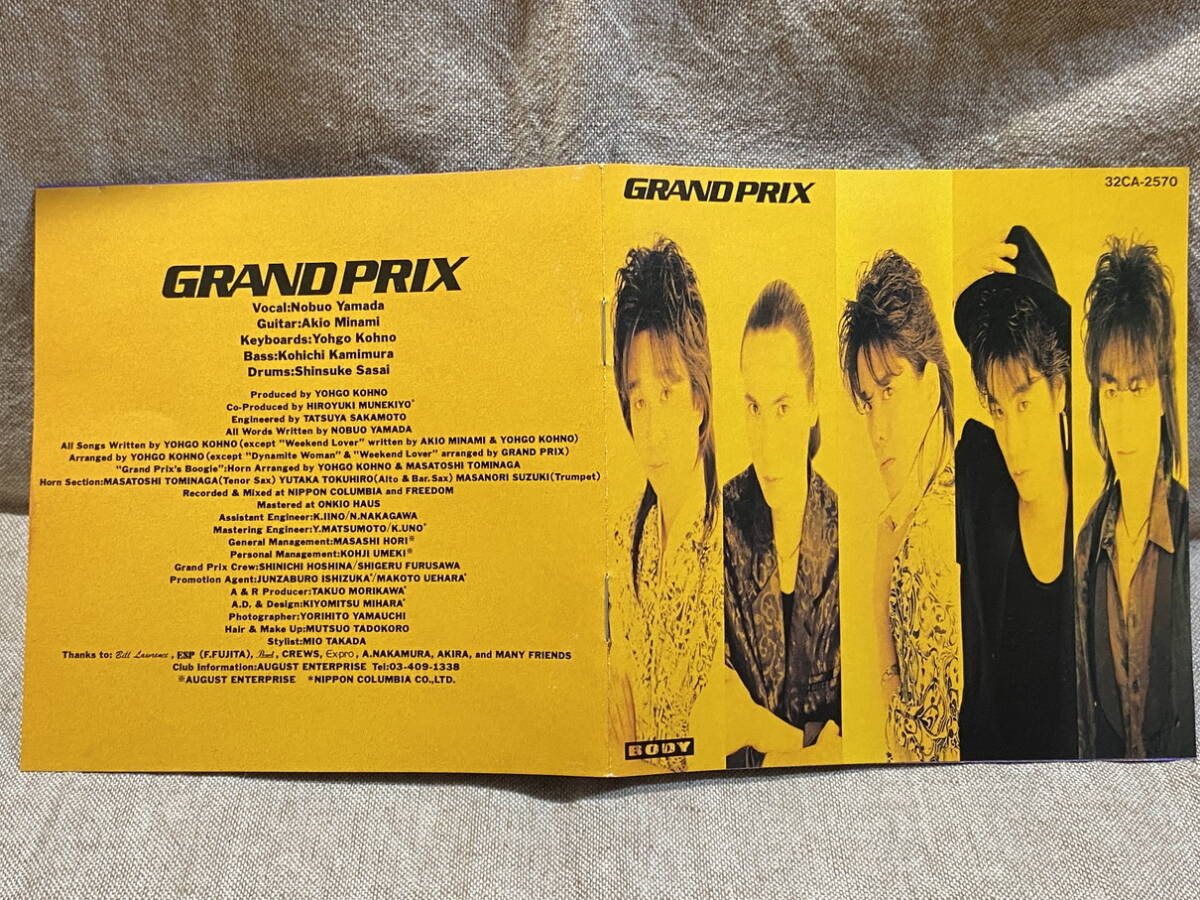 GRAND PRIX
Vocal:Nobuo Yamada
Guitar:Akio Minami
Keyboards:Yohgo Kohno
Bass:Kohichi Kamimura
Drums:Shinsuke Sasai
Produced by YOHGO KOHNO
Co-Produced by HIROYUKI MUNEKIYO*
Engineered by TATSUYA SAKAMOTO
All Words Written by NOBUO YAMADA
All Songs Written by YOHGO KOHNO (except "Weekend Lover" written by AKIO MINAMI & YOHGO KOHNO)
Arranged by YOHGO KOHNO (except "Dynamite Woman" & "Weekend Lover" arranged by GRAND PRIX)
"Grand Prix's Boogie":Horn Arranged by YOHGO KOHNO & MASATOSHI TOMINAGA
Horn Section:MASATOSHI TOMINAGA(Tenor Sax) YUTAKA TOKUHIRO(Alto & Bar.Sax) MASANORI SUZUKI(Trumpet)
Recorded & Mixed at NIPPON COLUMBIA and FREEDOM
Mastered at ONKIO HAUS
Assistant Engineer:K.IINO/N.NAKAGAWA
Mastering Engineer:Y.MATSUMOTO/K.UNO*
General Management:MASASHI HORI※
Personal Management:KOHJI UMEKI※
Grand Prix Crew:SHINICHI HOSHINA/SHIGERU FURUSAWA
Promotion Agent:JUNZABURO ISHIZUKA*/MAKOTO UEHARA*
A & R Producer:TAKUO MORIKAWA*
A.D. & Design:KIYOMITSU MIHARA*
Photographer:YORIHITO YAMAUCHI
Hair & Make Up:MUTSUO TADOKORO
Stylist:MIO TAKADA
Thanks to: Bill Lawrence, ESP (F.FUJITA), Pearl, CREWS, Expro, A.NAKAMURA, AKIRA, and MANY FRIENDS
Club Information:AUGUST ENTERPRISE Tel:03-409-1338
※AUGUST ENTERPRISE *NIPPON COLUMBIA CO.,LTD.
GRAND PRIX
32CA-2570
BODY